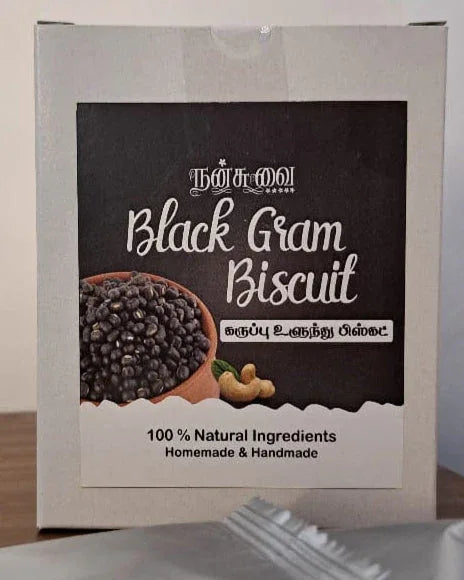 நன்சுவை
Black Gram
Biscuit
கருப்பு உளுந்து பிஸ்கட்
100 % Natural Ingredients
Homemade & Handmade